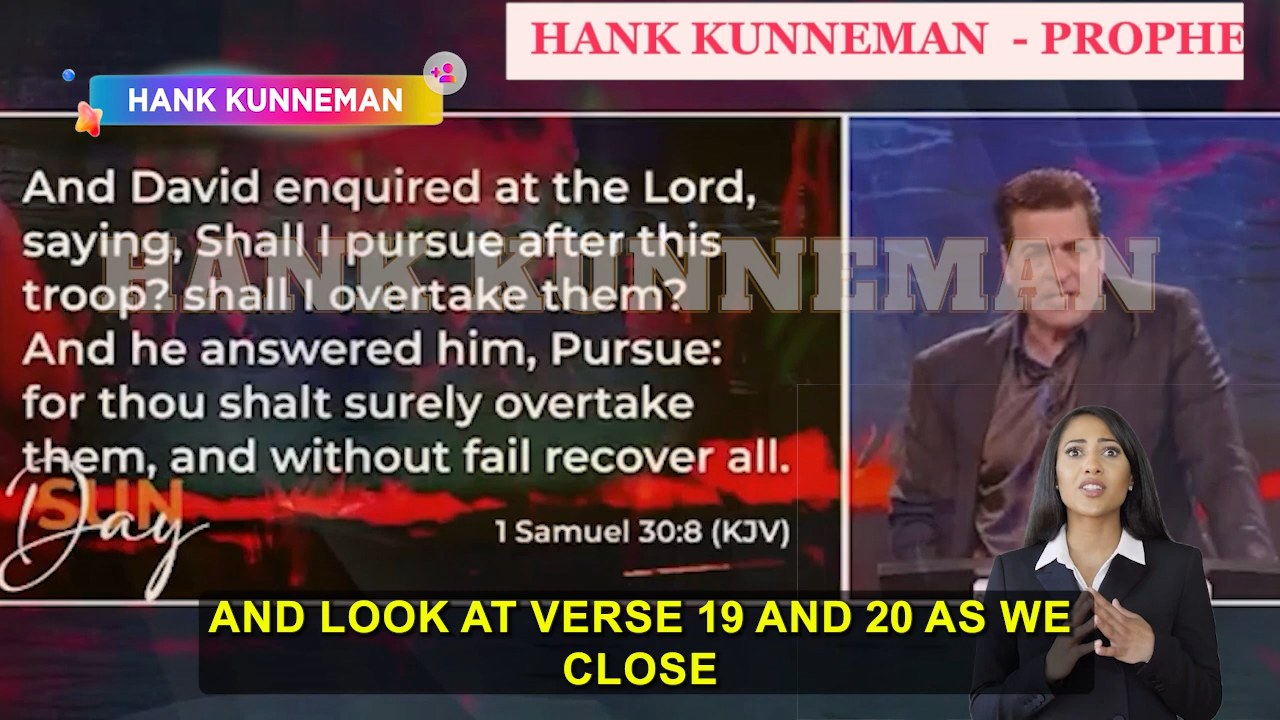 HANK KUNNEMAN - PROPHE
HANK KUNNEMAN
And David enquired at the Lord,
saying, Shall I pursue after this
troop? shall I overtake them?
And he answered him, Pursue:
for thou shalt surely overtake
them, and without fail recover all.
HANK KUNNEMAN
SUN
Day
1 Samuel 30:8 (KJV)
AND LOOK AT VERSE 19 AND 20 AS WE
CLOSE